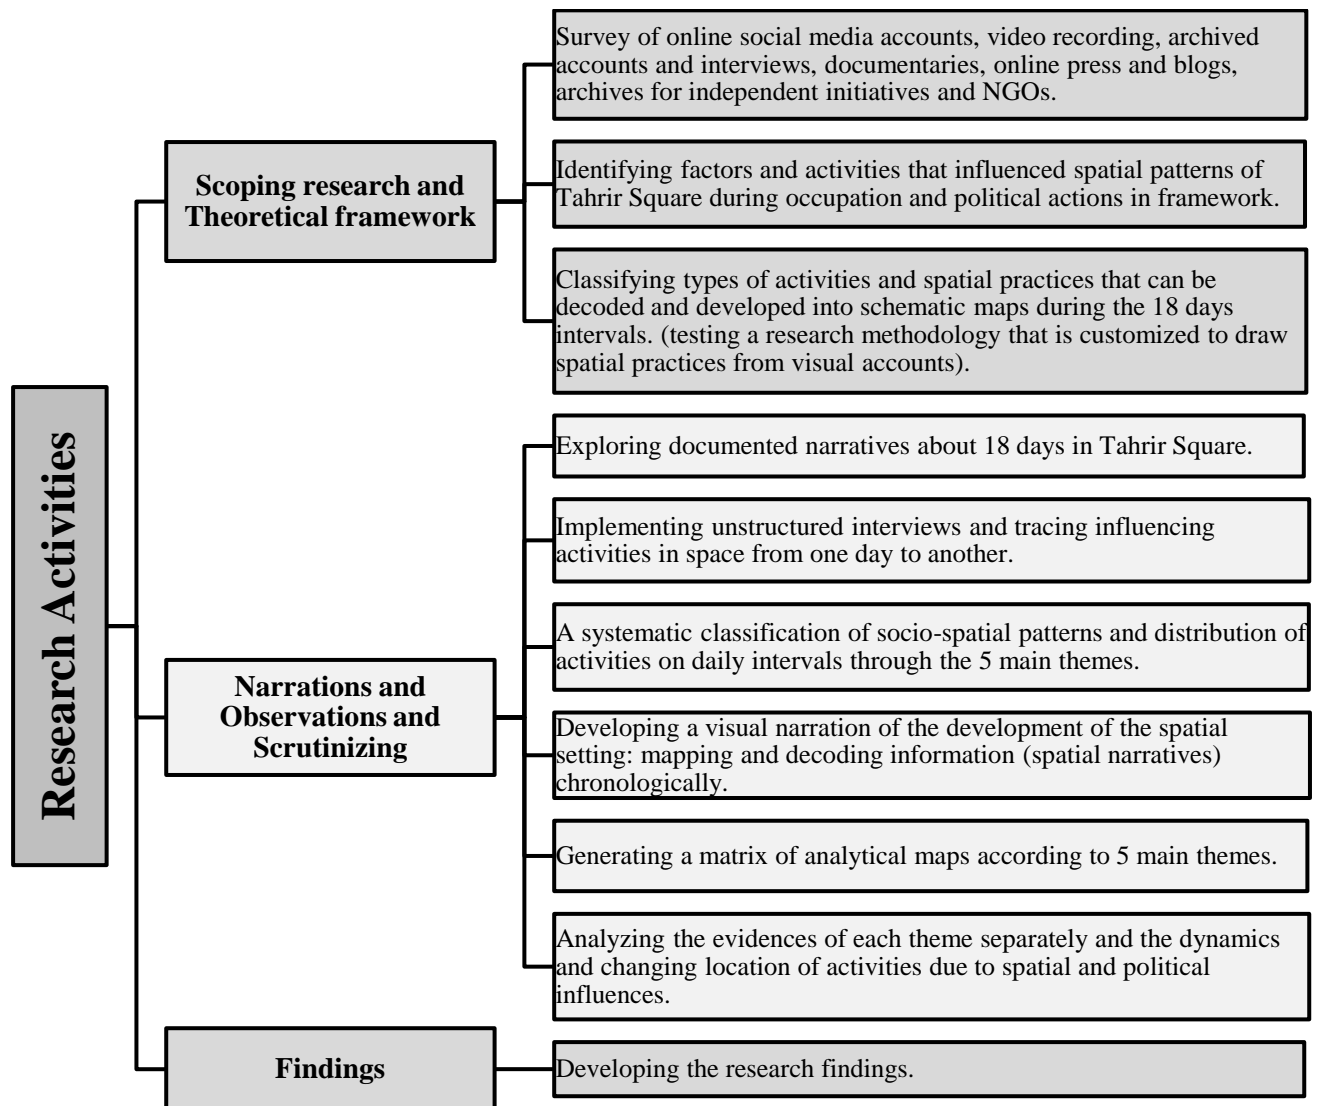 Research Activities
Scoping research and
Theoretical framework
Survey of online social media accounts, video recording, archived
accounts and interviews, documentaries, online press and blogs,
archives for independent initiatives and NGOs.
Identifying factors and activities that influenced spatial patterns of
Tahrir Square during occupation and political actions in framework.
Classifying types of activities and spatial practices that can be
decoded and developed into schematic maps during the 18 days
intervals. (testing a research methodology that is customized to draw
spatial practices from visual accounts).
Narrations and
Observations and
Scrutinizing
Exploring documented narratives about 18 days in Tahrir Square.
Implementing unstructured interviews and tracing influencing
activities in space from one day to another.
A systematic classification of socio-spatial patterns and distribution of
activities on daily intervals through the 5 main themes.
Developing a visual narration of the development of the spatial
setting: mapping and decoding information (spatial narratives)
chronologically.
Generating a matrix of analytical maps according to 5 main themes.
Analyzing the evidences of each theme separately and the dynamics
and changing location of activities due to spatial and political
influences.
Findings
Developing the research findings.